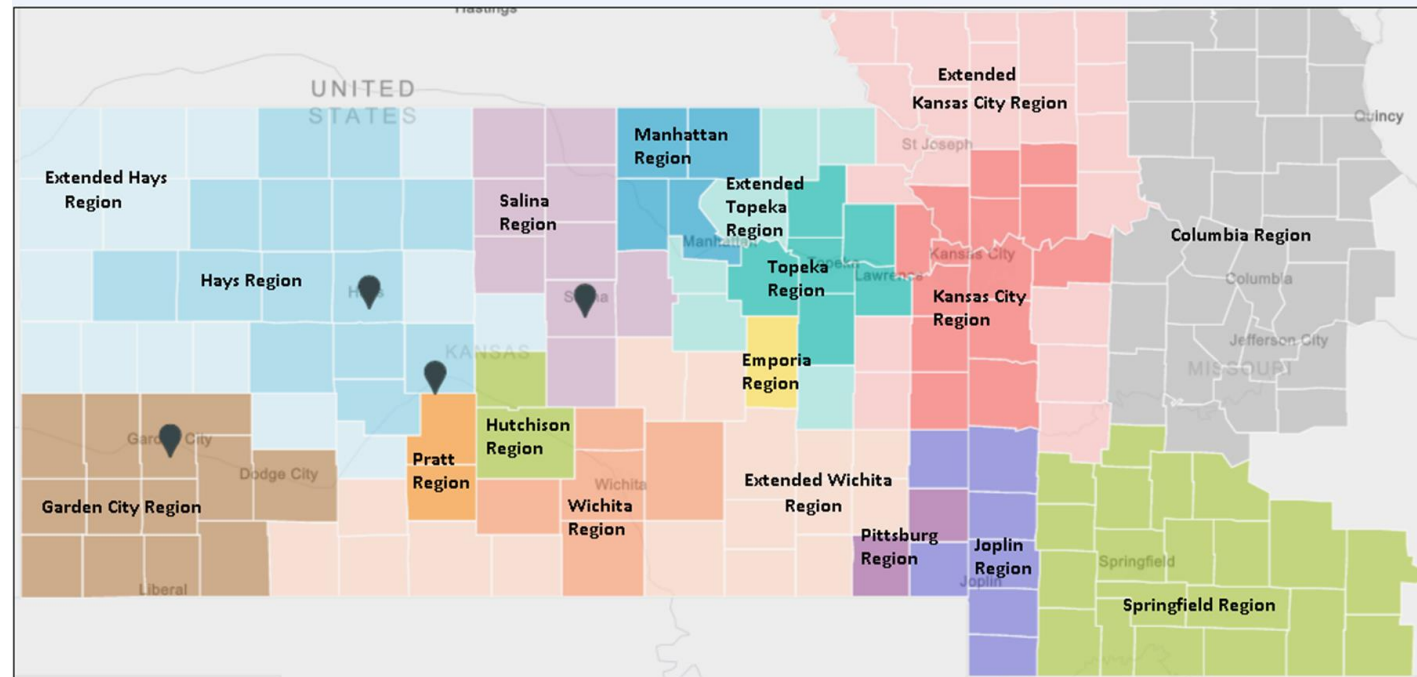 Hastings
UNITED
STATES
Extended
Kansas City Region
Quincy
St Joseph
Manhattan
Region
Extended Hays
Region
Salina
Region
Extended
Topeka
Region
Manhattan
Columbia Region
Hays Region
Hays
Salina
Topeka
Region
Topeka
Lawrence
Kansas City
Kansas City
Region
Columbia
Jefferson City
MISSOURI
KANSAS
Emporia
Region
Garden City
Dodge City
Pratt
Region
Hutchison
Region
Wichita
Extended Wichita
Region
Garden City Region
Wichita
Region
Pittsburg
Region
Joplin
Region
Joplin
Springfield
Springfield Region
Liberal